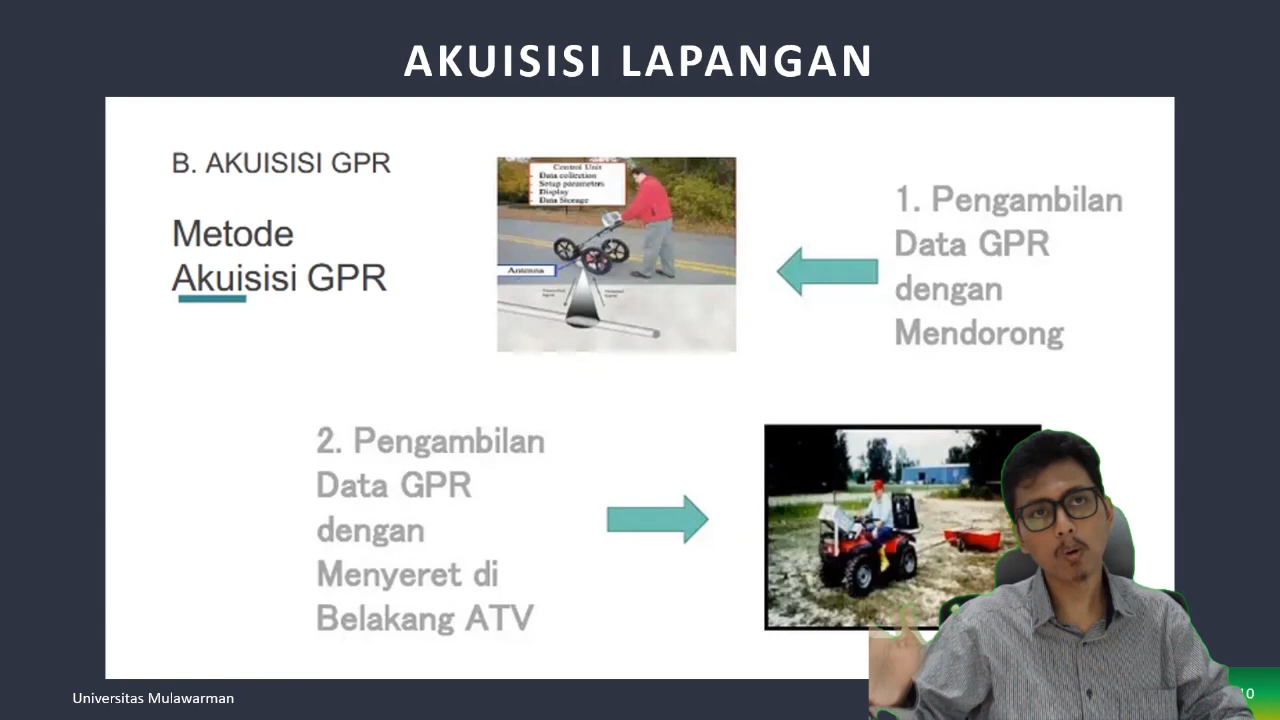 AKUISISI LAPANGAN
B. AKUISISI GPR
Metode
Akuisisi GPR
Control Unit
Data collection
Setup parameters
Display
Data Storage
Antenna
1. Pengambilan
Data GPR
dengan
Mendorong
2. Pengambilan
Data GPR
dengan
Menyeret di
Belakang ATV
Universitas Mulawarman
10